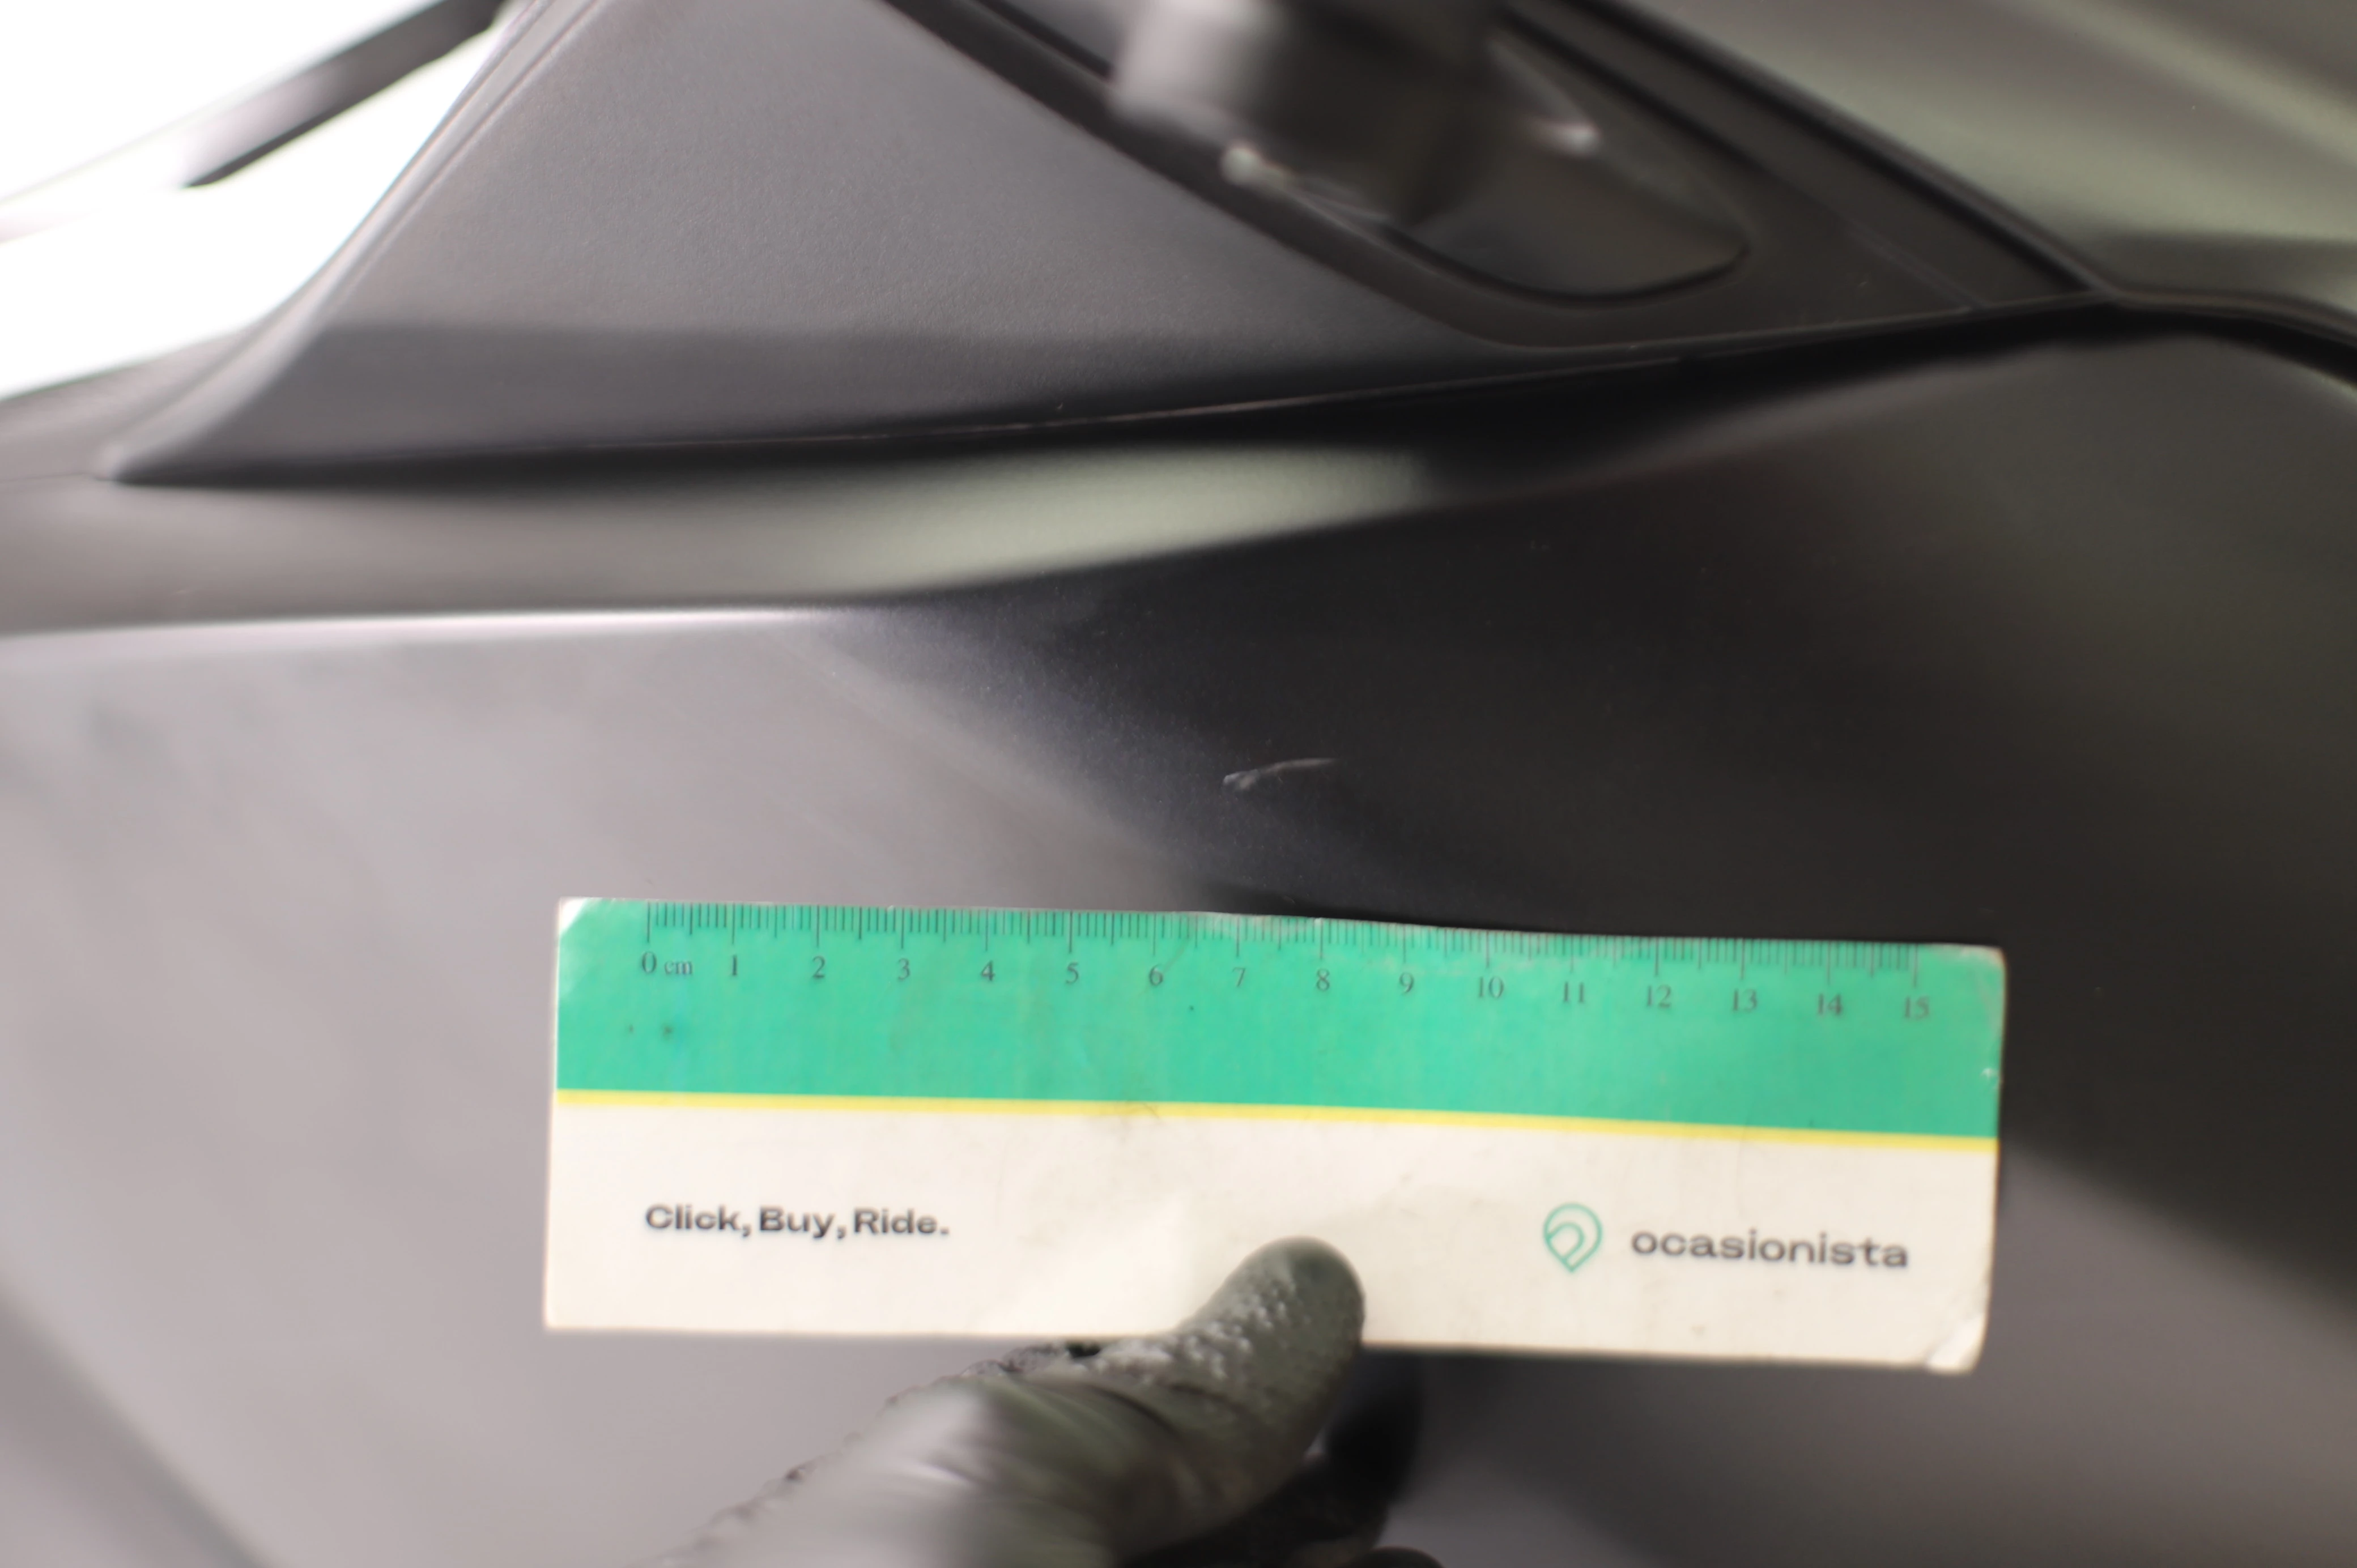 0 cm 1 2 3 4 5 6 7 8 9 10 11 12 13 14 15
Click, Buy, Ride.
ocasionista